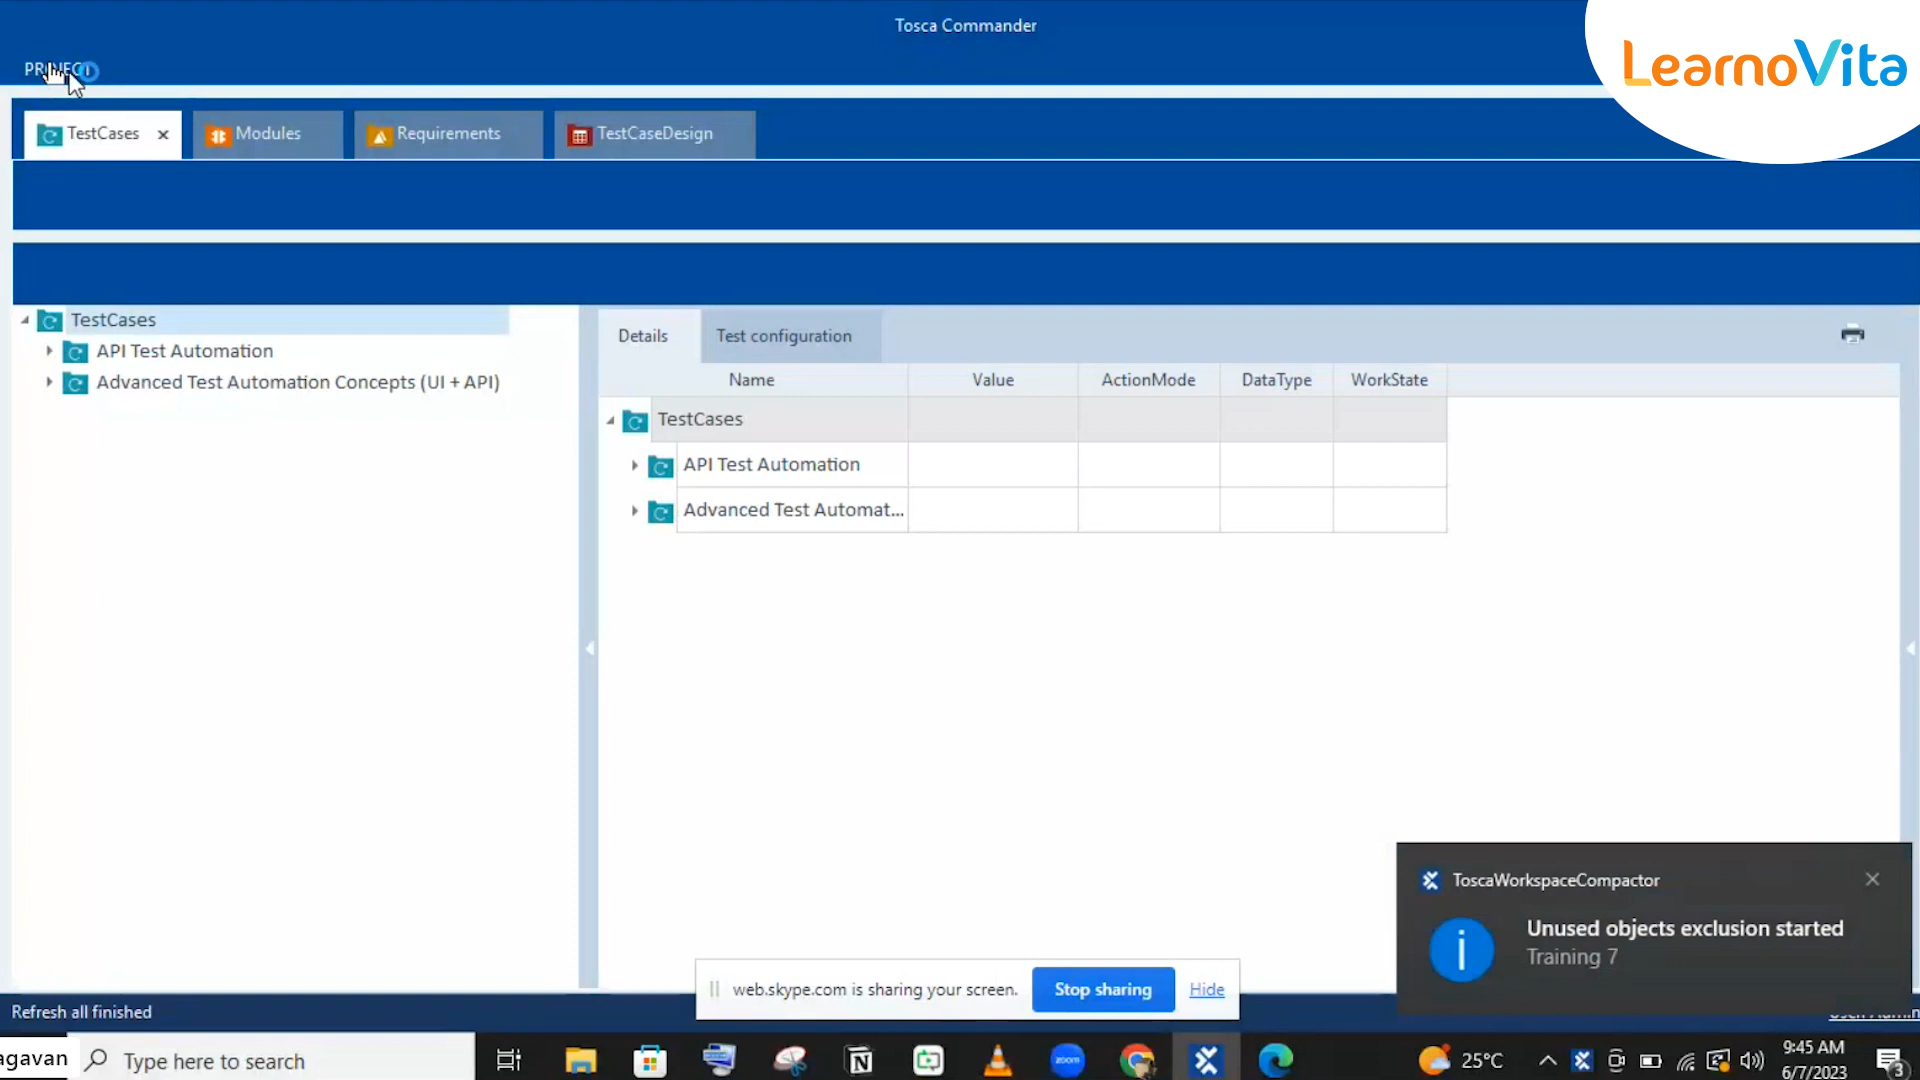 Tosca Commander
LearnoVita
PROJECT
TestCases
Modules
Requirements
TestCaseDesign
TestCases
API Test Automation
Advanced Test Automation Concepts (UI + API)
Details
Test configuration
Name
Value
ActionMode
DataType
WorkState
TestCases
API Test Automation
Advanced Test Automat...
ToscaWorkspaceCompactor
Unused objects exclusion started
Training 7
web.skype.com is sharing your screen.
Stop sharing
Hide
Refresh all finished
agavan
Type here to search
zoom
25°C
9:45 AM
6/7/2023
3